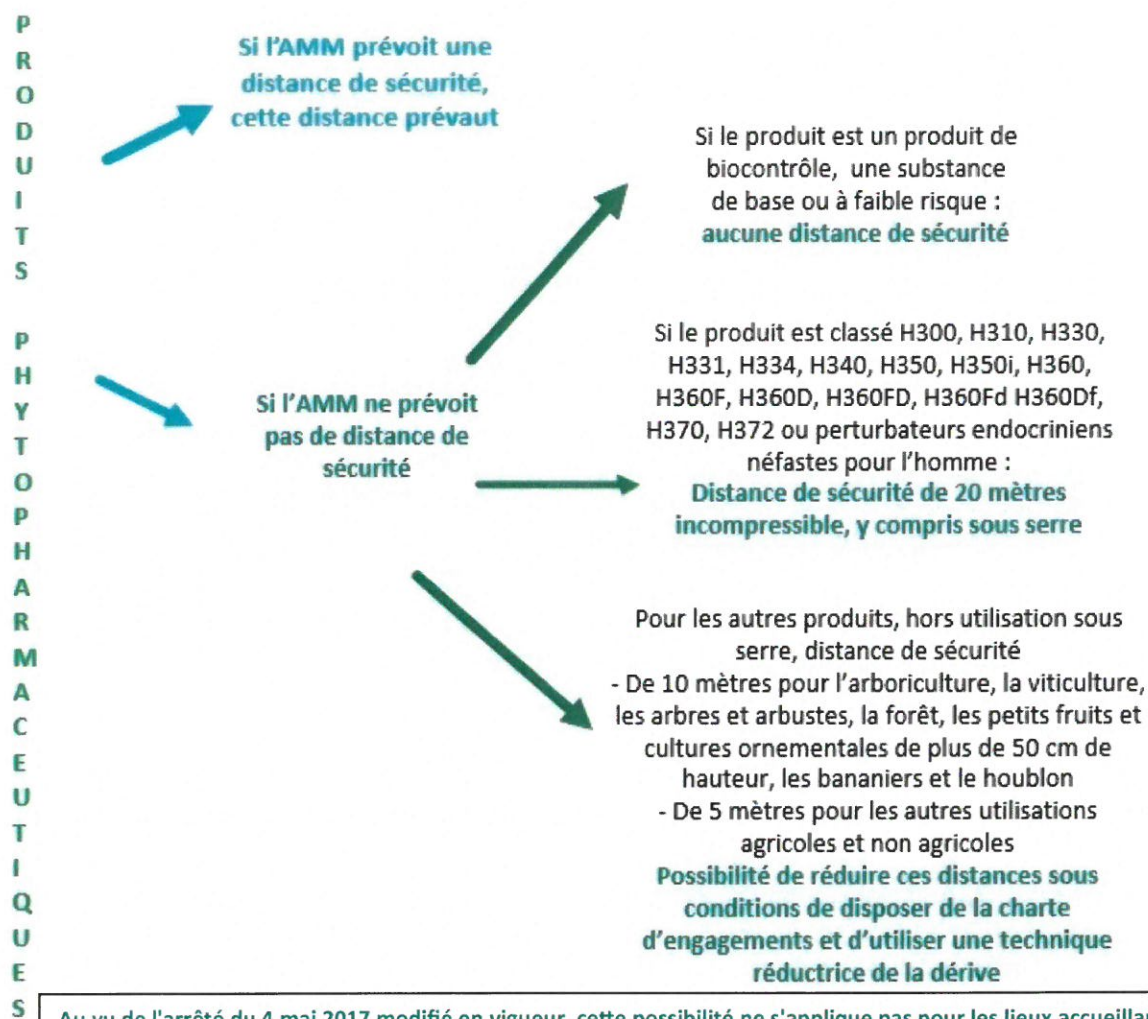 PRODUITS PHYTOPHARMACEUTIQUES
Si l'AMM prévoit une
distance de sécurité,
cette distance prévaut
Si l'AMM ne prévoit
pas de distance de
sécurité
Si le produit est un produit de
biocontrôle, une substance
de base ou à faible risque :
aucune distance de sécurité
Si le produit est classé H300, H310, H330,
H331, H334, H340, H350, H350i, H360,
H360F, H360D, H360FD, H360Fd H360Df,
H370, H372 ou perturbateurs endocriniens
néfastes pour l'homme :
Distance de sécurité de 20 mètres
incompressible, y compris sous serre
Pour les autres produits, hors utilisation sous
serre, distance de sécurité
- De 10 mètres pour l'arboriculture, la viticulture,
les arbres et arbustes, la forêt, les petits fruits et
cultures ornementales de plus de 50 cm de
hauteur, les bananiers et le houblon
- De 5 mètres pour les autres utilisations
agricoles et non agricoles
Possibilité de réduire ces distances sous
conditions de disposer de la charte
d'engagements et d'utiliser une technique
réductrice de la dérive
Au vu de l'arrêté du 4 mai 2017 modifié en vigueur, cette possibilité ne s'applique pas pour les lieux